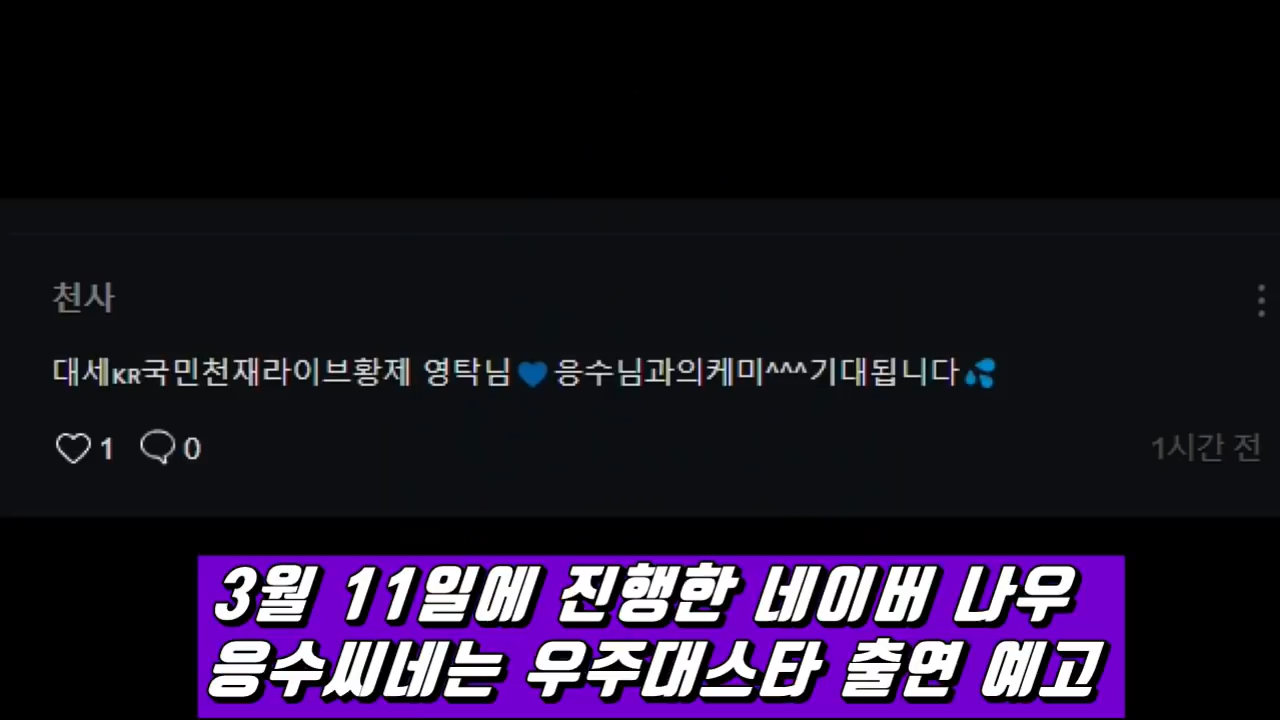 천사
대세KR국민천재라이브황제 영탁님💙응수님과의케미^^^기대됩니다💦
1 0
1시간 전
3월 11일에 진행한 네이버 나우
응수씨네는 우주대스타 출연 예고